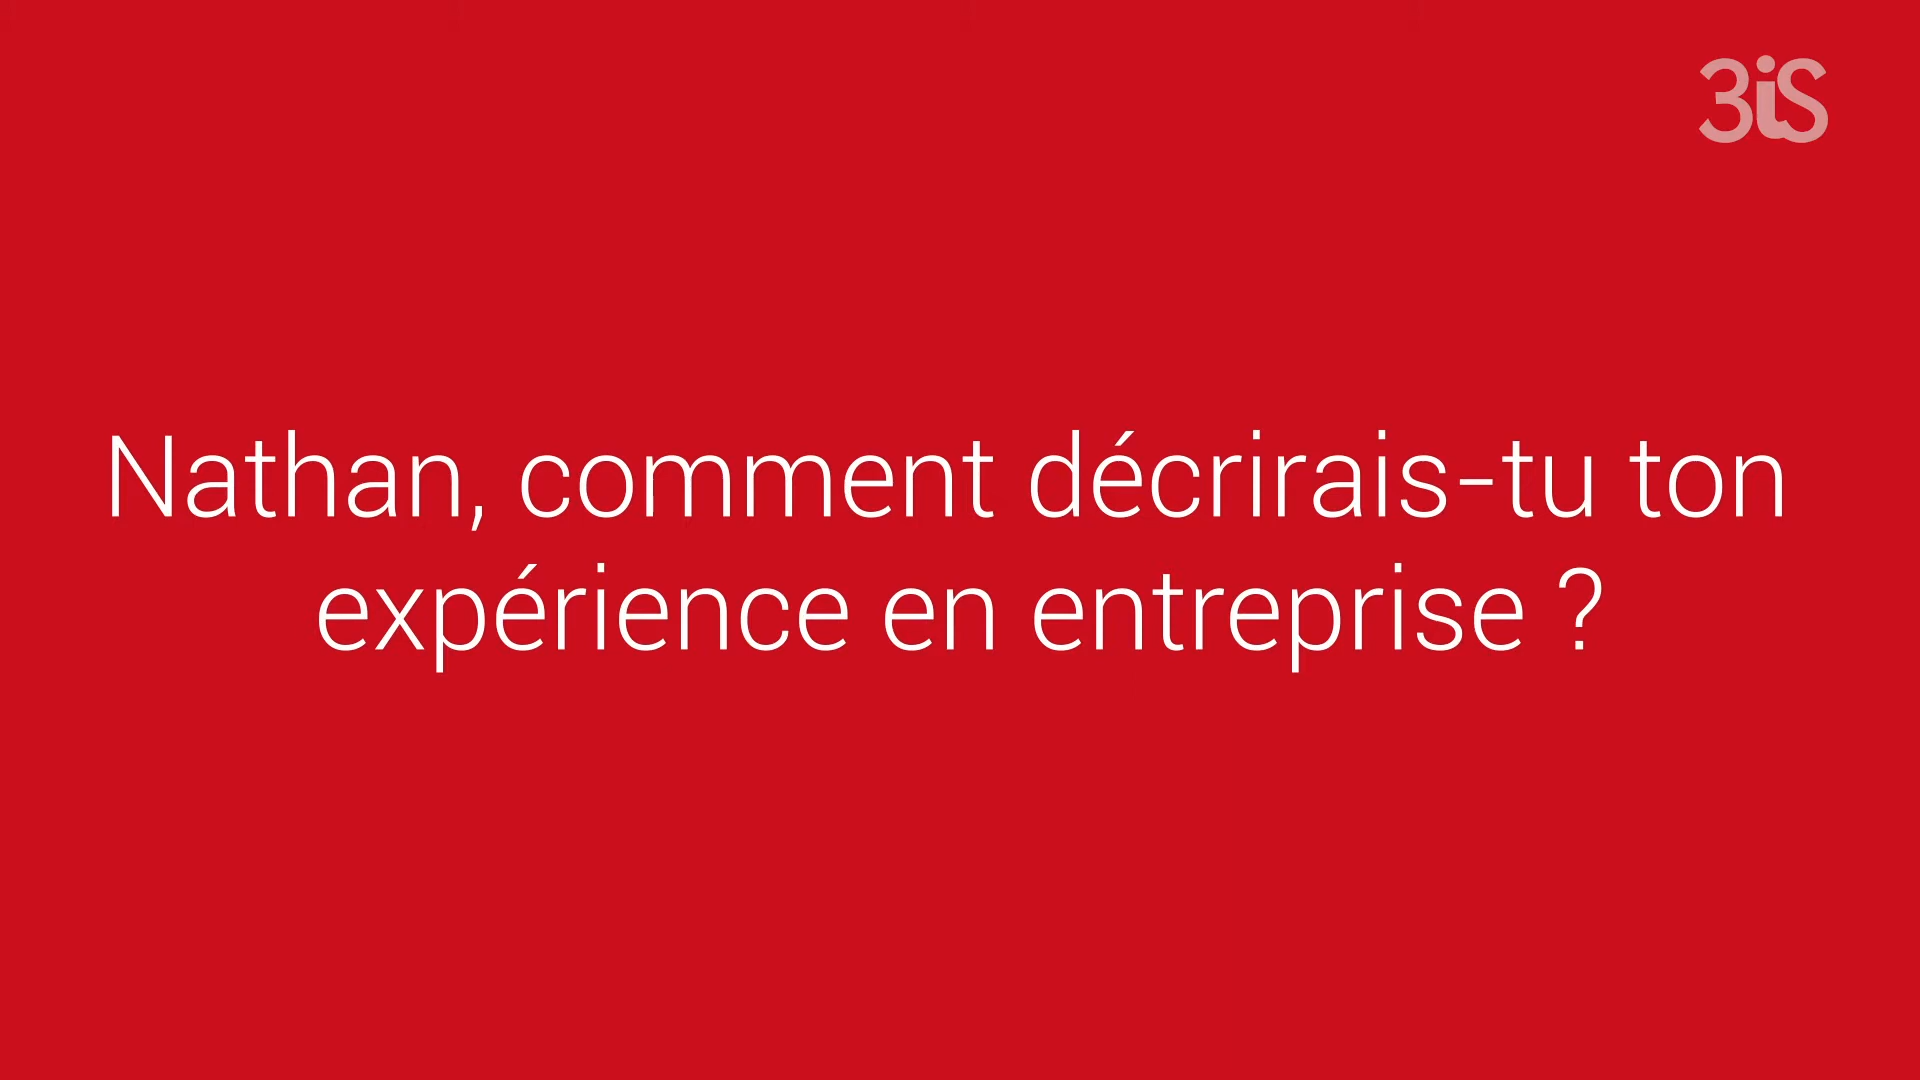 3iS
Nathan, comment décrirais-tu ton
expérience en entreprise ?